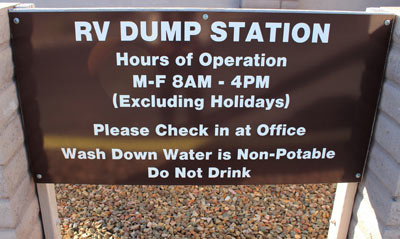 RV DUMP STATION
Hours of Operation
M-F 8AM - 4PM
(Excluding Holidays)
Please Check in at Office
Wash Down Water is Non-Potable
Do Not Drink